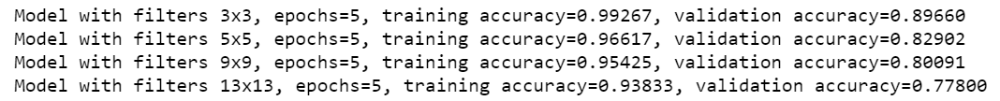 Model with filters 3x3, epochs=5, training accuracy=0.99267, validation accuracy=0.89660
Model with filters 5x5, epochs=5, training accuracy=0.96617, validation accuracy=0.82902
Model with filters 9x9, epochs=5, training accuracy=0.95425, validation accuracy=0.80091
Model with filters 13x13, epochs=5, training accuracy=0.93833, validation accuracy=0.77800